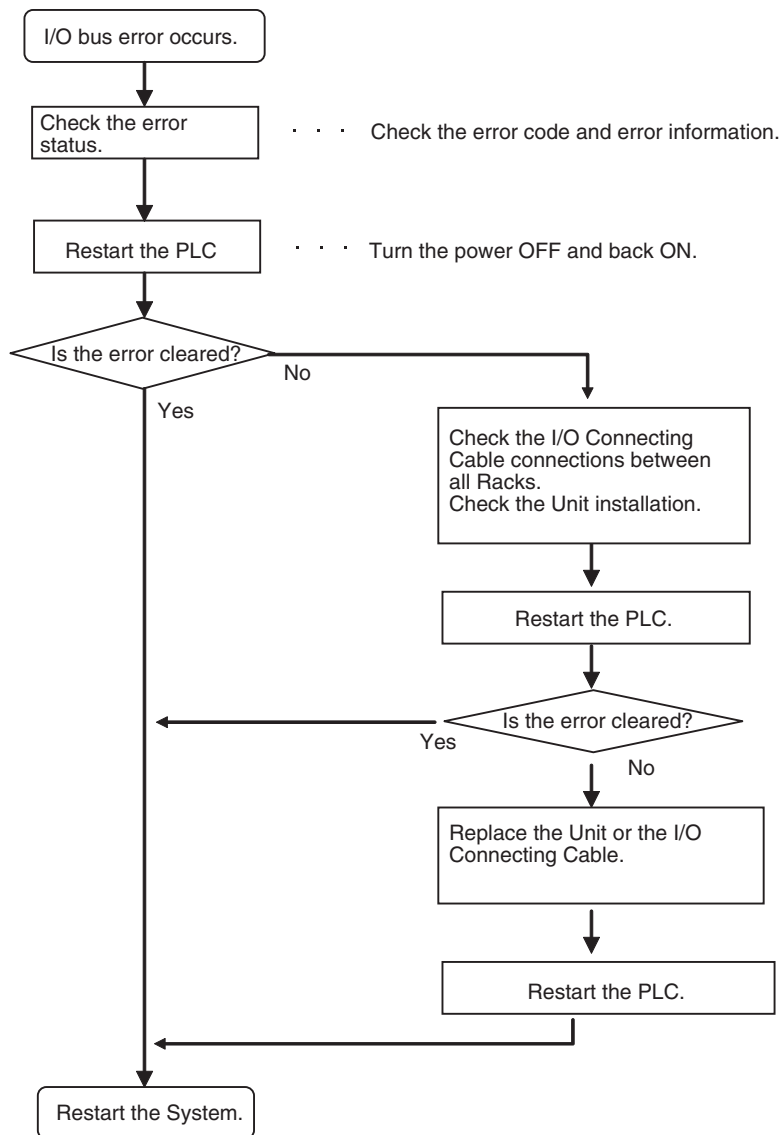 I/O bus error occurs.
Check the error
status.
· · · Check the error code and error information.
Restart the PLC
· · · Turn the power OFF and back ON.
Is the error cleared?
No
Yes
Check the I/O Connecting
Cable connections between
all Racks.
Check the Unit installation.
Restart the PLC.
Is the error cleared?
Yes
No
Replace the Unit or the I/O
Connecting Cable.
Restart the PLC.
Restart the System.